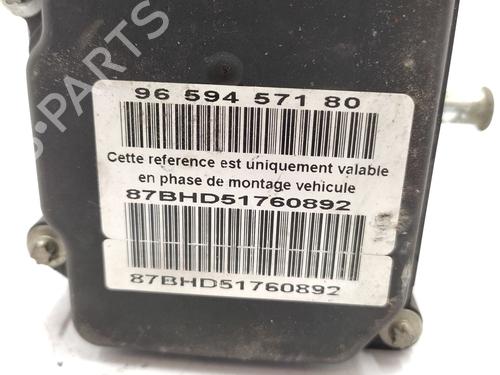 96 594 571 80
Cette reference est uniquement valable
en phase de montage vehicule
87BHD51760892
87BHD51760892